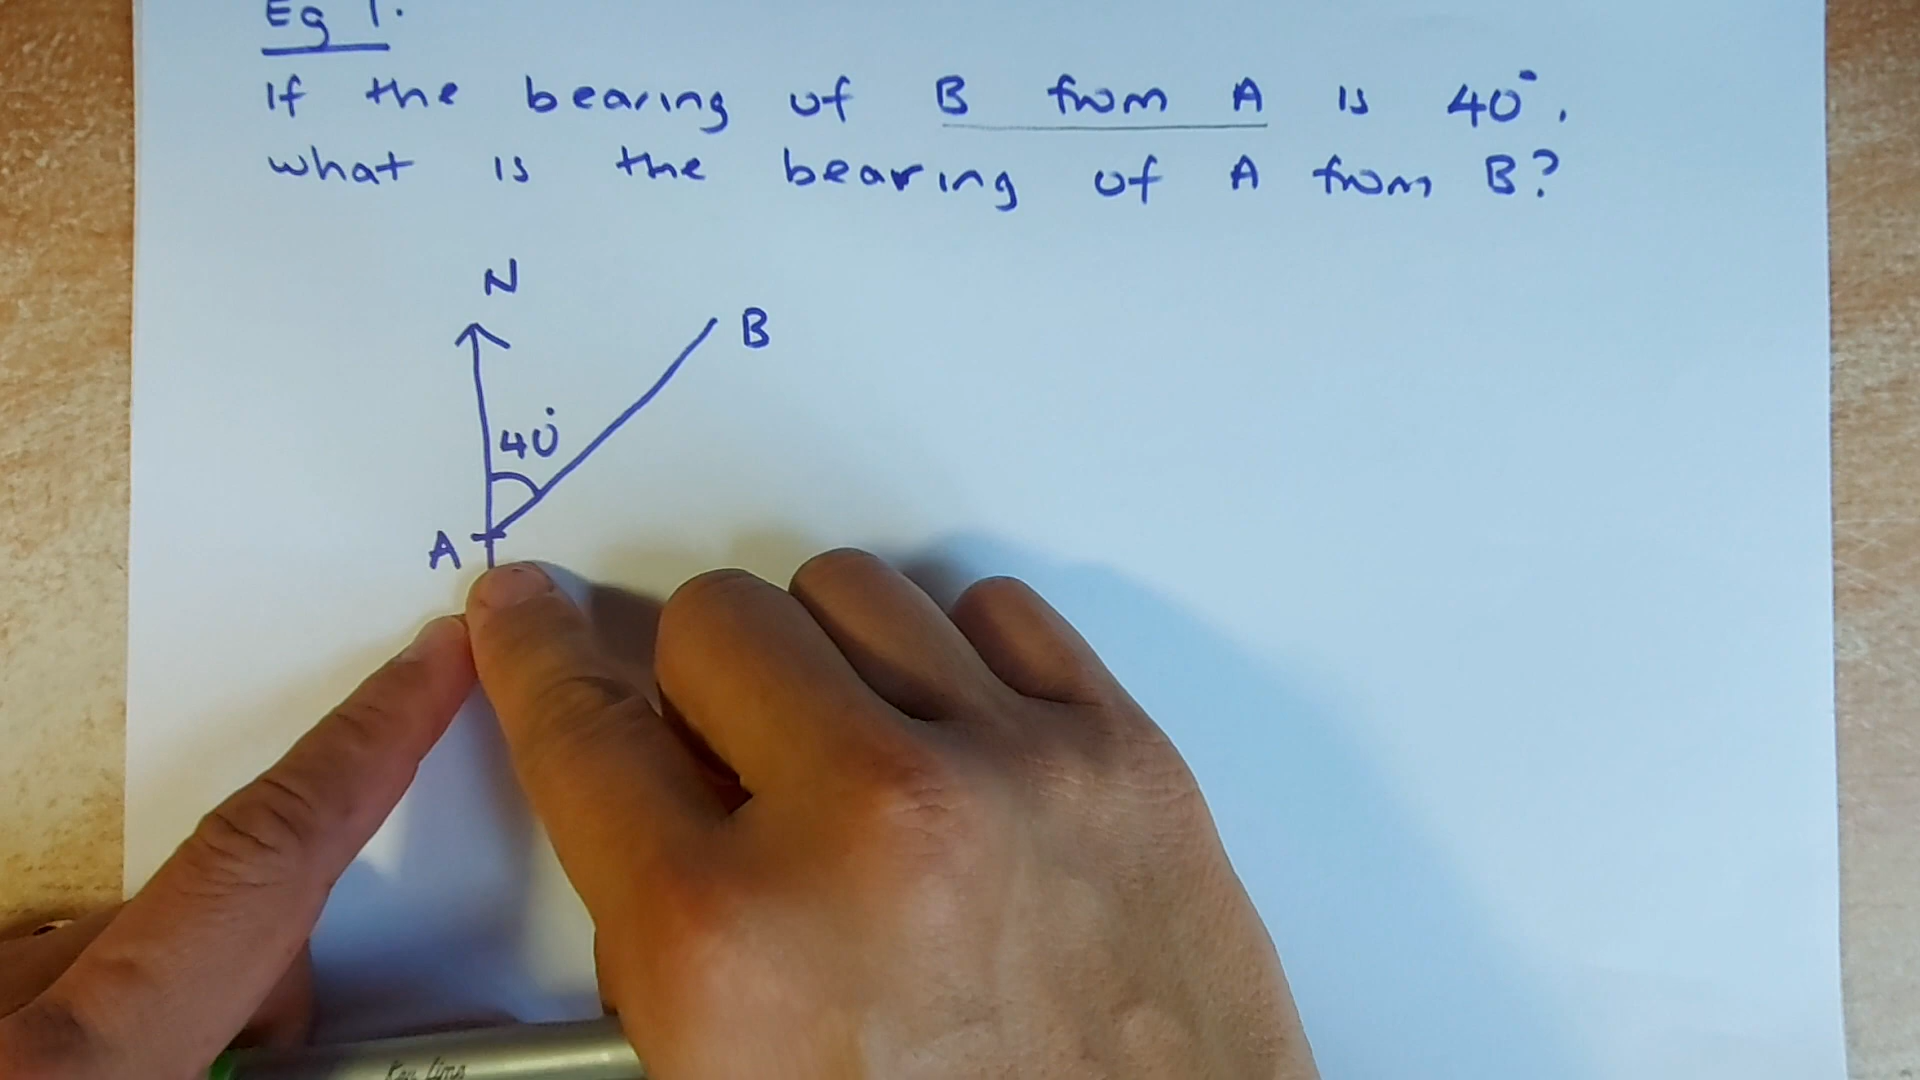 Eg 1.
If the bearing of B from A is 40°,
what is the bearing of A from B?
N
B
40°
A